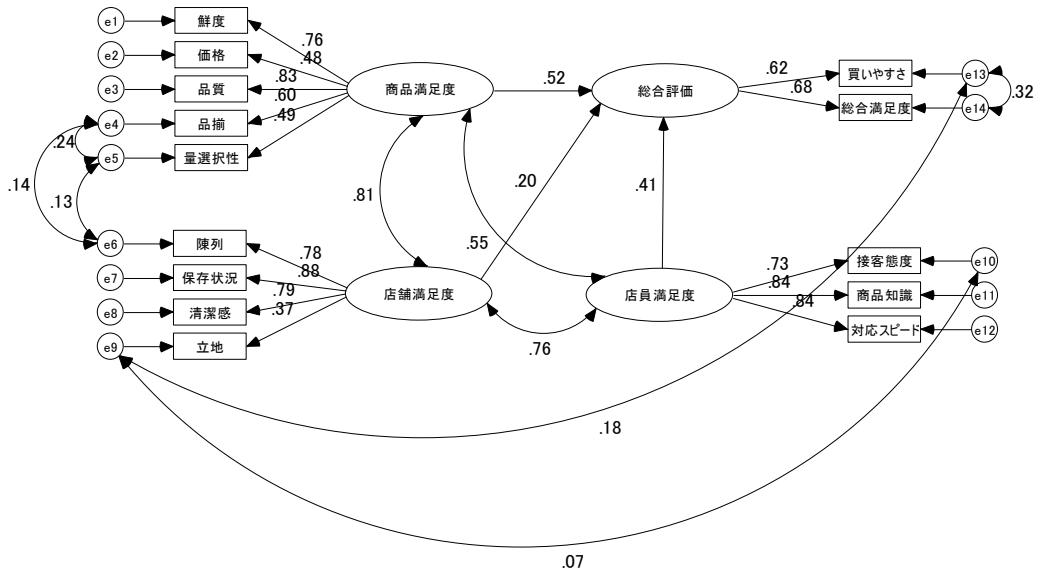 e1
鮮度
e2
価格
e3
品質
e4
品揃
e5
量選択性
.76
.48
.83
.60
.49
商品満足度
.52
総合評価
.62
.68
買いやすさ
e13
総合満足度
e14
.32
.24
.14
.13
.81
.20
.41
.55
e6
陳列
e7
保存状況
e8
清潔感
e9
立地
.78
.88
.79
.37
店舗満足度
店員満足度
.73
.84
.84
接客態度
e10
商品知識
e11
対応スピード
e12
.76
.18
.07